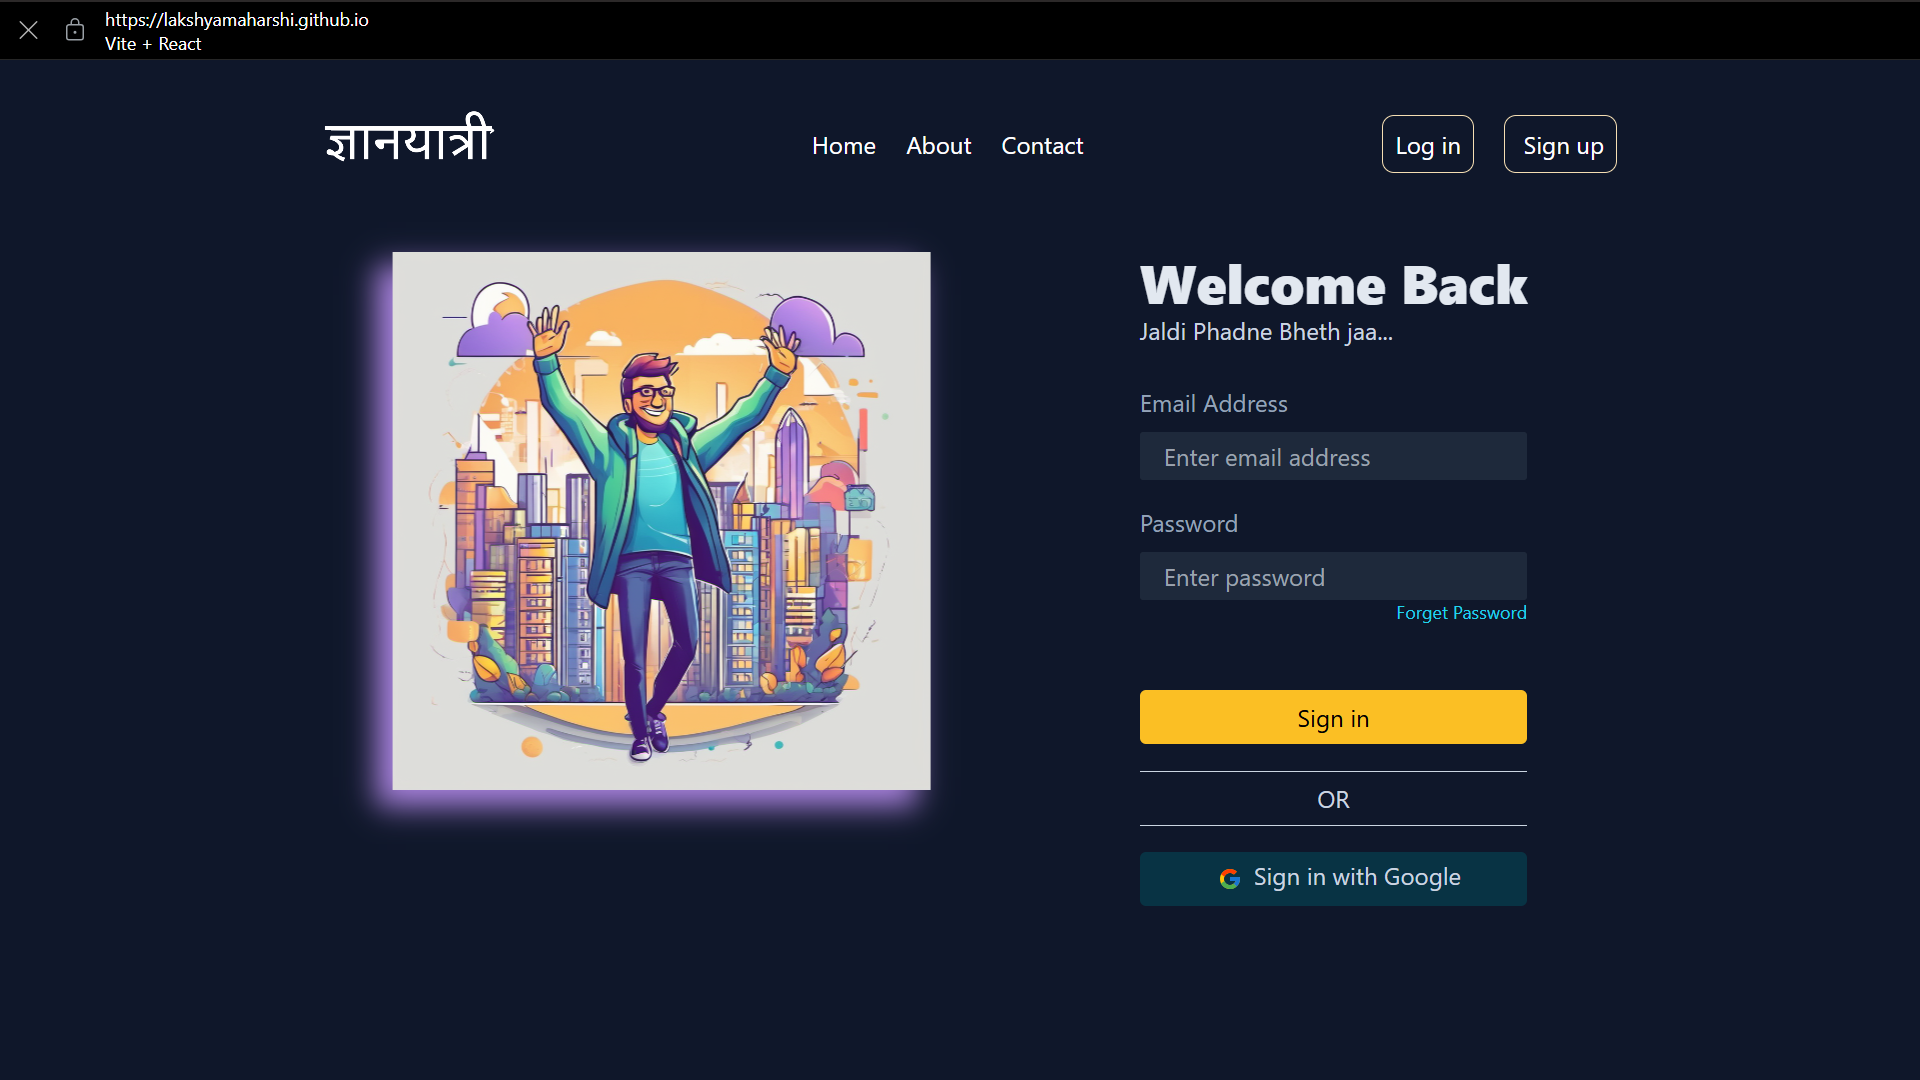 https://lakshyamaharshi.github.io
Vite + React
ज्ञानयात्री
Home About Contact
Log in
Sign up
Welcome Back
Jaldi Phadne Bheth jaa...
Email Address
Enter email address
Password
Enter password
Forget Password
Sign in
OR
Sign in with Google